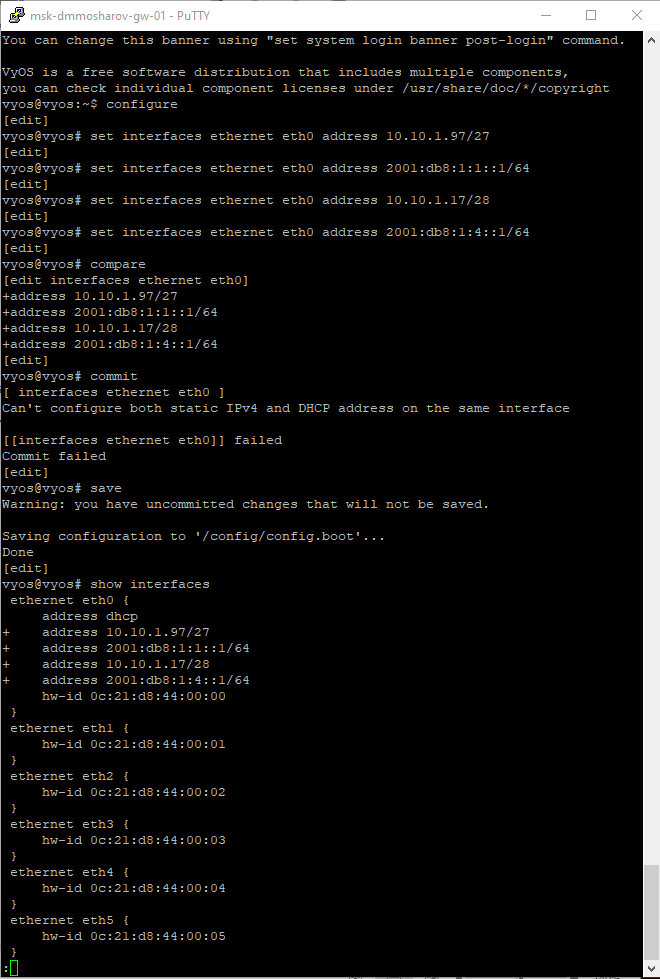 msk-dmmosharov-gw-01 - PuTTY
You can change this banner using "set system login banner post-login" command.
VyOS is a free software distribution that includes multiple components,
you can check individual component licenses under /usr/share/doc/*/copyright
vyos@vyos:~$ configure
[edit]
vyos@vyos# set interfaces ethernet eth0 address 10.10.1.97/27
[edit]
vyos@vyos# set interfaces ethernet eth0 address 2001:db8:1:1::1/64
[edit]
vyos@vyos# set interfaces ethernet eth0 address 10.10.1.17/28
[edit]
vyos@vyos# set interfaces ethernet eth0 address 2001:db8:1:4::1/64
[edit]
vyos@vyos# compare
[edit interfaces ethernet eth0]
+address 10.10.1.97/27
+address 2001:db8:1:1::1/64
+address 10.10.1.17/28
+address 2001:db8:1:4::1/64
[edit]
vyos@vyos# commit
[ interfaces ethernet eth0 ]
Can't configure both static IPv4 and DHCP address on the same interface
[[interfaces ethernet eth0]] failed
Commit failed
[edit]
vyos@vyos# save
Warning: you have uncommitted changes that will not be saved.
Saving configuration to '/config/config.boot'...
Done
[edit]
vyos@vyos# show interfaces
 ethernet eth0 {
     address dhcp
+    address 10.10.1.97/27
+    address 2001:db8:1:1::1/64
+    address 10.10.1.17/28
+    address 2001:db8:1:4::1/64
     hw-id 0c:21:d8:44:00:00
 }
 ethernet eth1 {
     hw-id 0c:21:d8:44:00:01
 }
 ethernet eth2 {
     hw-id 0c:21:d8:44:00:02
 }
 ethernet eth3 {
     hw-id 0c:21:d8:44:00:03
 }
 ethernet eth4 {
     hw-id 0c:21:d8:44:00:04
 }
 ethernet eth5 {
     hw-id 0c:21:d8:44:00:05
 }
: